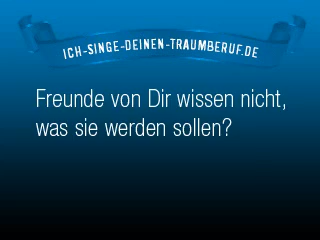 ICH-SINGE-DEINEN-TRAUMBERUF.DE
Freunde von Dir wissen nicht,
was sie werden sollen?